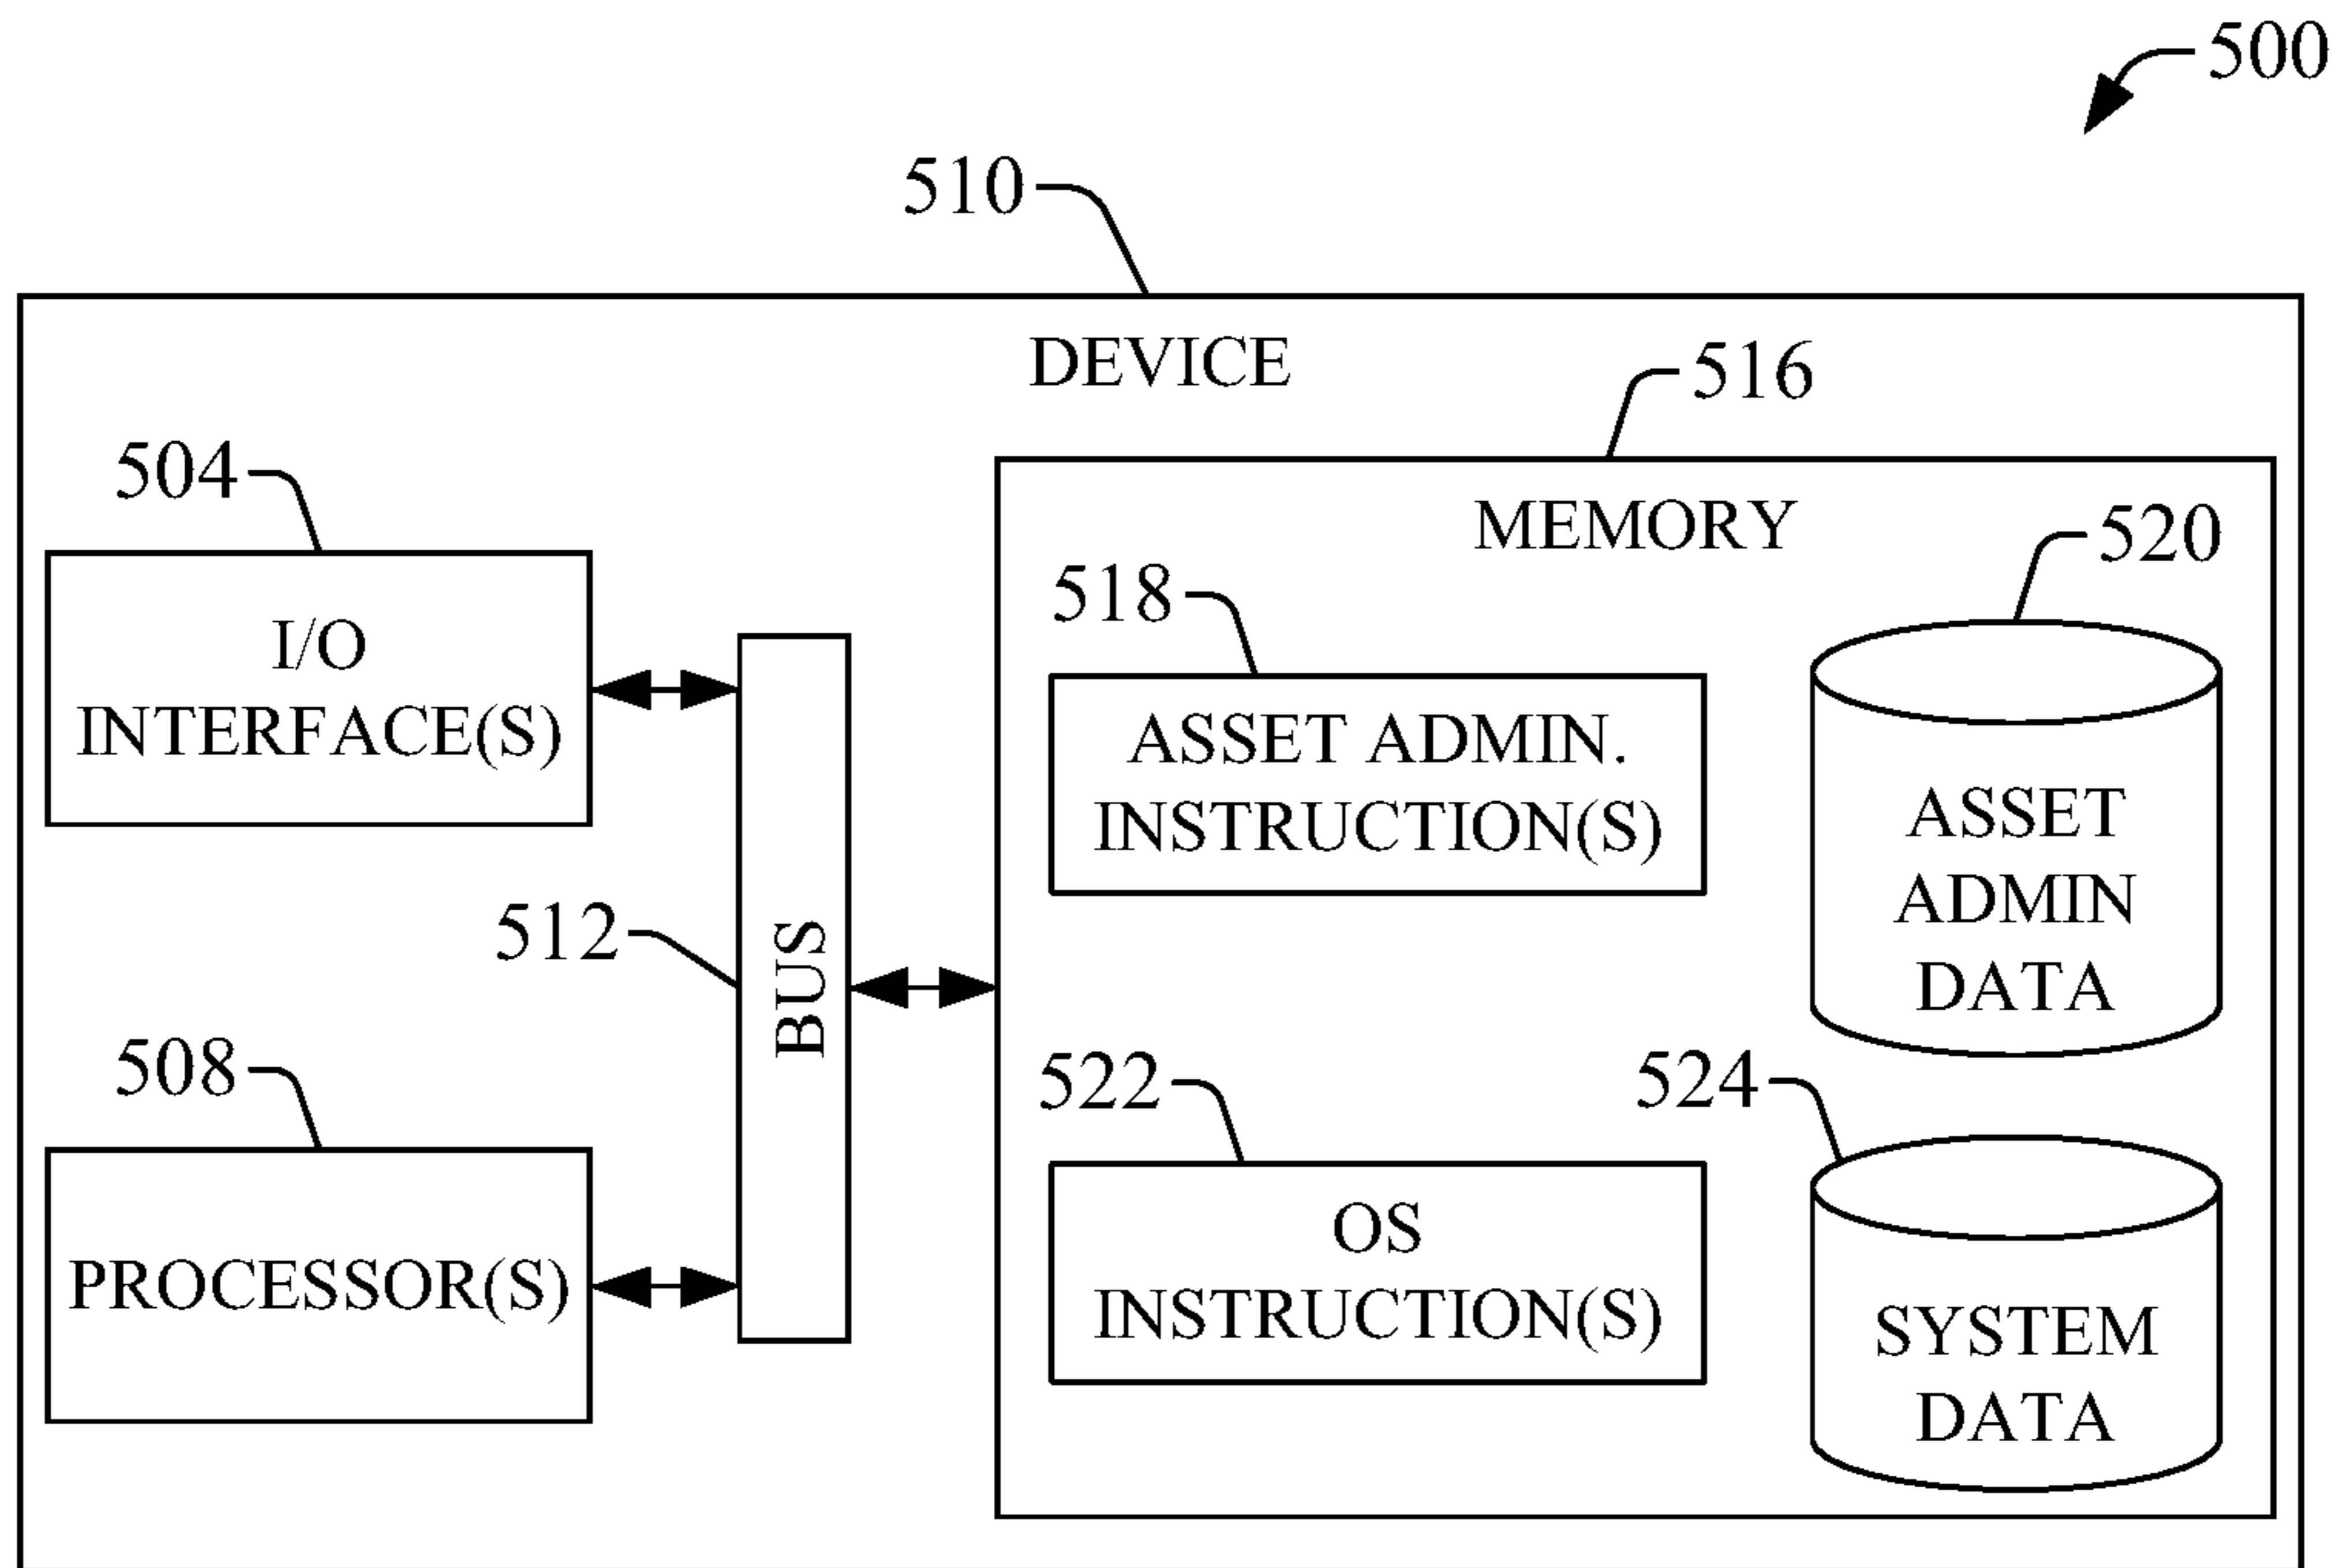 500
510
DEVICE
516
504
MEMORY
520
518
I/O
INTERFACE(S)
ASSET ADMIN.
INSTRUCTION(S)
ASSET
ADMIN
DATA
512
BUS
508
522
524
OS
INSTRUCTION(S)
PROCESSOR(S)
SYSTEM
DATA